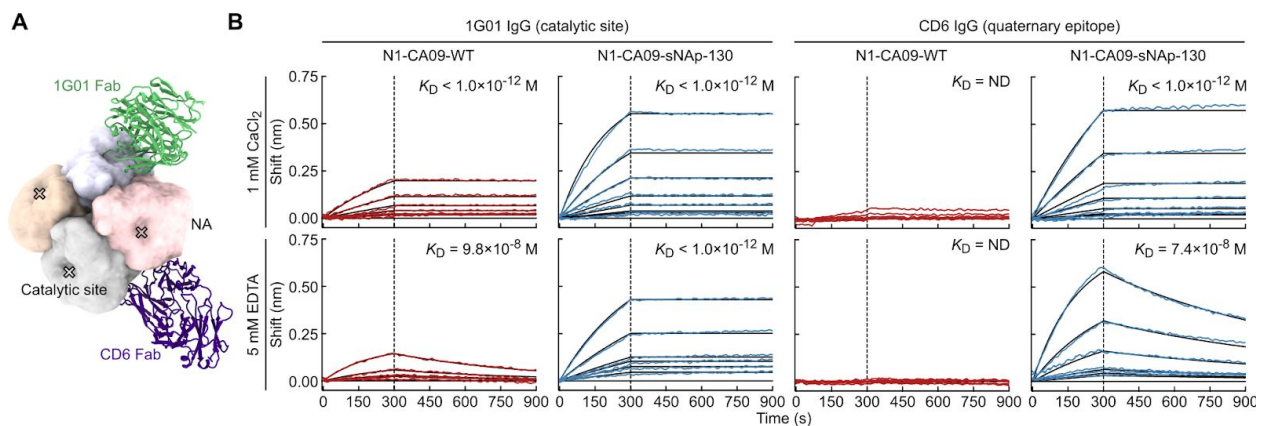 A
1G01 Fab
NA
Catalytic site
CD6 Fab
B
1G01 IgG (catalytic site)
CD6 IgG (quaternary epitope)
N1-CA09-WT
N1-CA09-sNAp-130
N1-CA09-WT
N1-CA09-sNAp-130
1 mM CaCl₂
Shift (nm)
0.75
0.50
0.25
0.00
K_D < 1.0×10⁻¹² M
K_D < 1.0×10⁻¹² M
K_D = ND
K_D < 1.0×10⁻¹² M
5 mM EDTA
Shift (nm)
0.75
0.50
0.25
0.00
K_D = 9.8×10⁻⁸ M
K_D < 1.0×10⁻¹² M
K_D = ND
K_D = 7.4×10⁻⁸ M
0 150 300 450 600 750 900
0 150 300 450 600 750 900
0 150 300 450 600 750 900
0 150 300 450 600 750 900
Time (s)